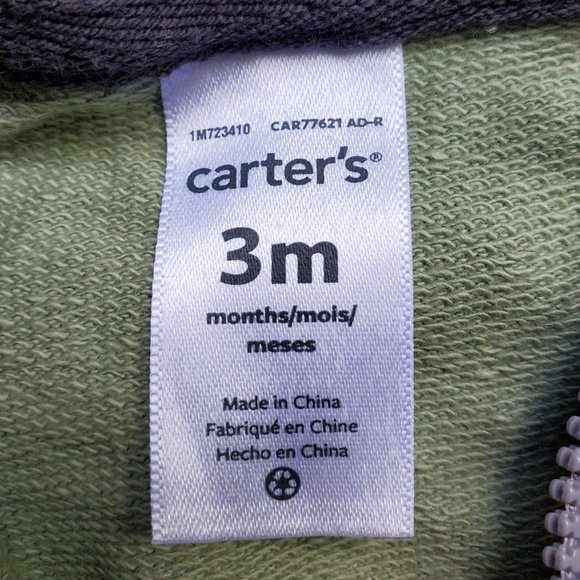 1M723410 CAR77621 AD-R
carter's®
3m
months/mois/
meses
Made in China
Fabriqué en Chine
Hecho en China